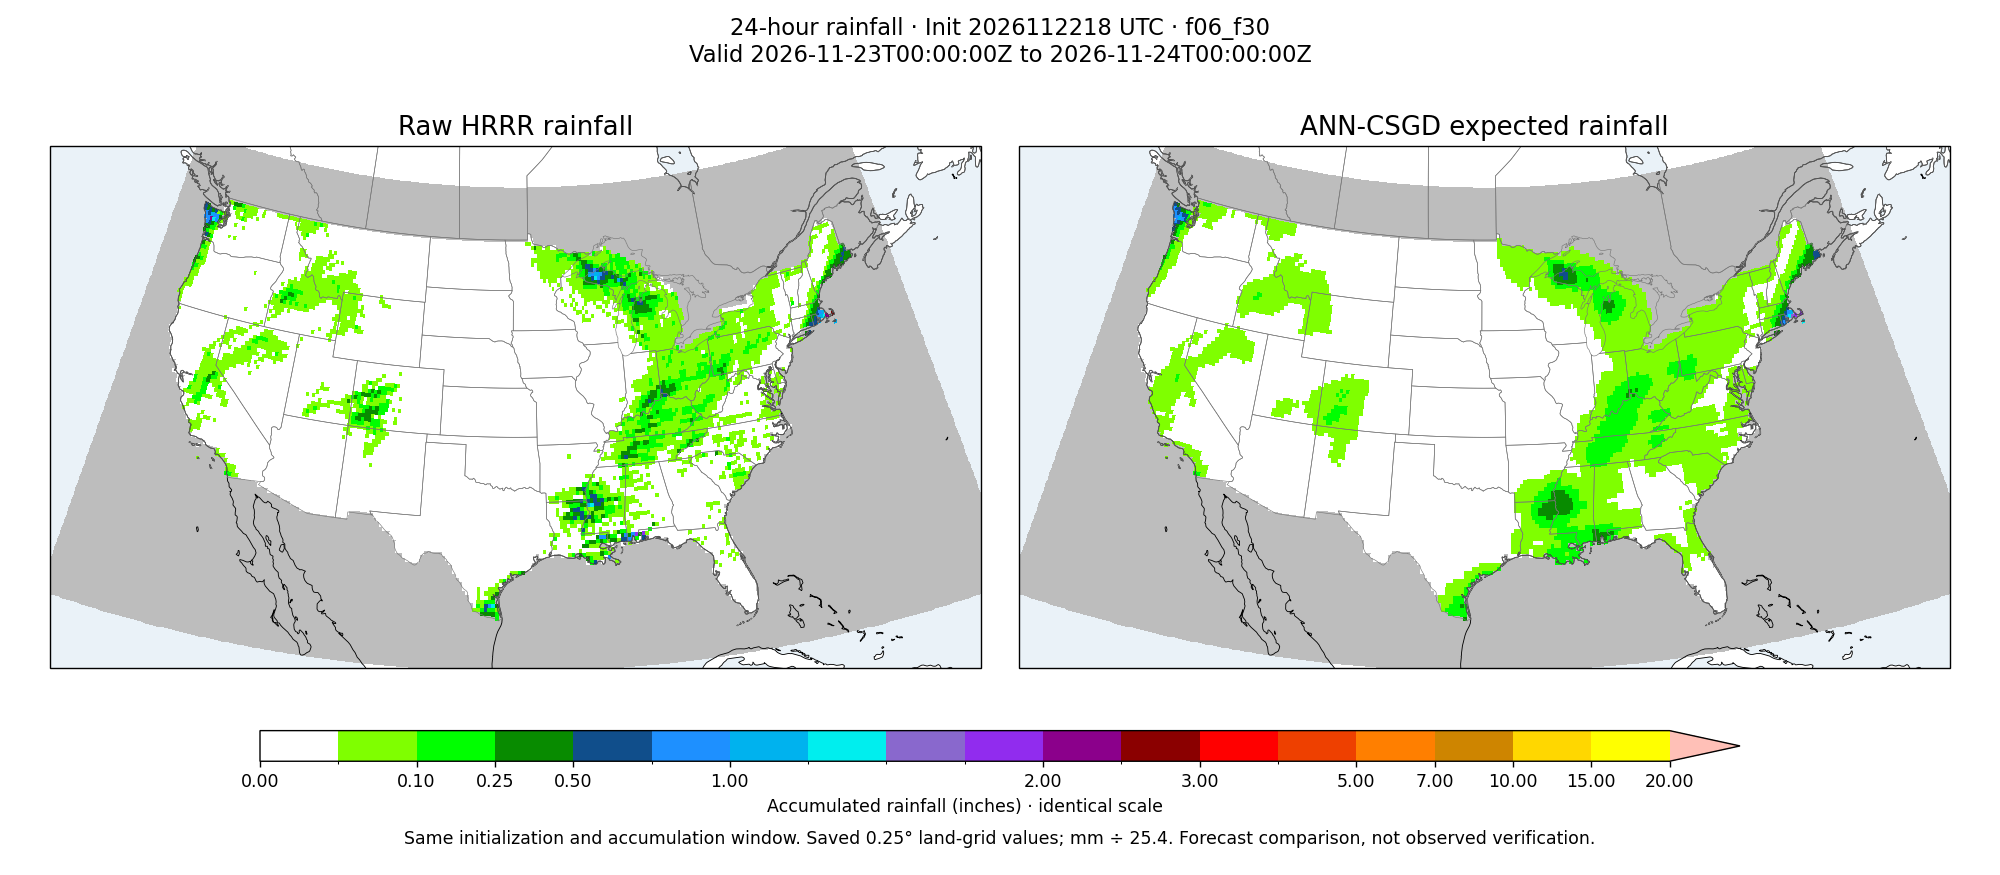 24-hour rainfall · Init 2026112218 UTC · f06_f30
Valid 2026-11-23T00:00:00Z to 2026-11-24T00:00:00Z
Raw HRRR rainfall
ANN-CSGD expected rainfall
0.00 0.10 0.25 0.50 1.00 2.00 3.00 5.00 7.00 10.00 15.00 20.00
Accumulated rainfall (inches) · identical scale
Same initialization and accumulation window. Saved 0.25° land-grid values; mm ÷ 25.4. Forecast comparison, not observed verification.